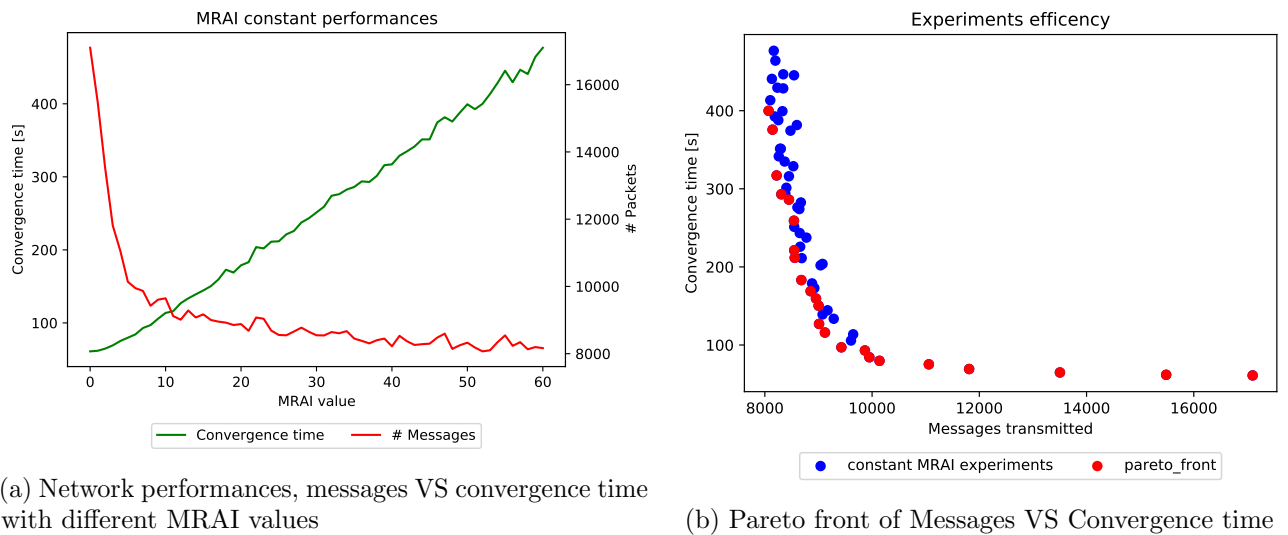 MRAI constant performances
Convergence time [s]
400
300
200
100
16000
14000
12000
10000
8000
# Packets
0 10 20 30 40 50 60
MRAI value
Convergence time # Messages
(a) Network performances, messages VS convergence time
with different MRAI values
Experiments efficency
Convergence time [s]
400
300
200
100
8000 10000 12000 14000 16000
Messages transmitted
constant MRAI experiments pareto_front
(b) Pareto front of Messages VS Convergence time